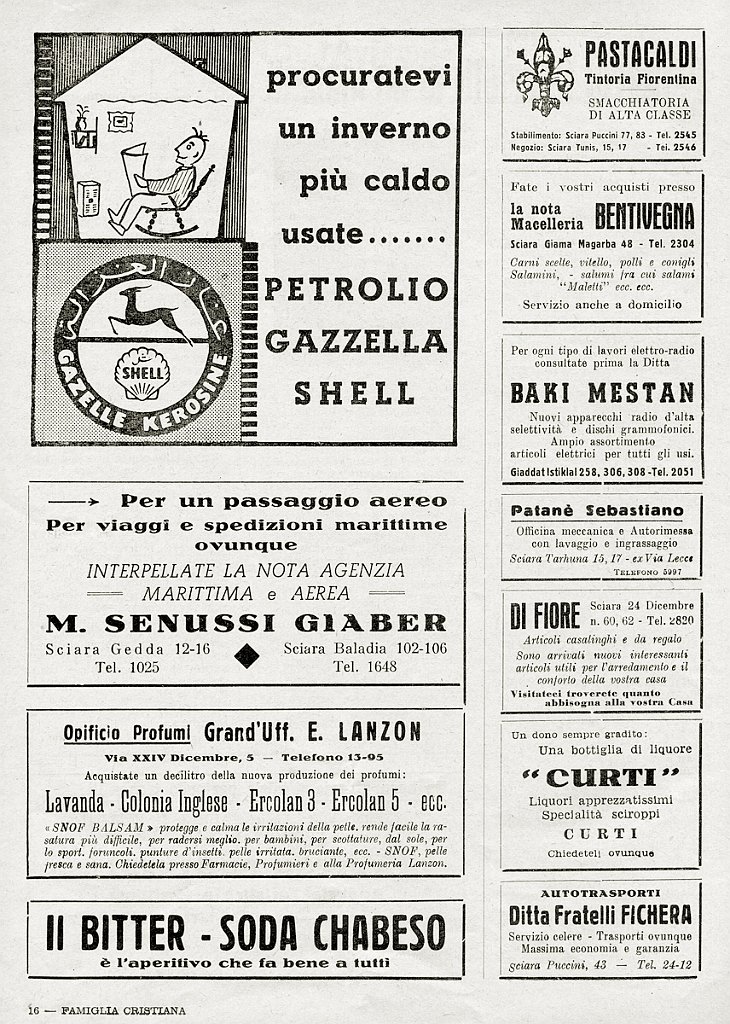 procuratevi
un inverno
più caldo
usate.......
PETROLIO
GAZZELLA
SHELL
SHELL
GAZELLE KEROSINE
→ Per un passaggio aereo
Per viaggi e spedizioni marittime
ovunque
INTERPELLATE LA NOTA AGENZIA
MARITTIMA e AEREA
M. SENUSSI GIABER
Sciara Gedda 12-16
Tel. 1025
Sciara Baladia 102-106
Tel. 1648
Opificio Profumi Grand'Uff. E. LANZON
Via XXIV Dicembre, 5 — Telefono 13-95
Acquistate un decilitro della nuova produzione dei profumi:
Lavanda - Colonia Inglese - Ercolan 3 - Ercolan 5 - ecc.
«SNOF BALSAM» protegge e calma le irritazioni della pelle. rende facile la ra-
satura più difficile, per radersi meglio. per bambini, per scottature, dal sole, per
lo sport. foruncoli. punture d'insetti. pelle irritata. bruciante, ecc. - SNOF, pelle
fresca e sana. Chiedetela presso Farmacie, Profumieri e alla Profumeria Lanzon.
Il BITTER - SODA CHABESO
è l'aperitivo che fa bene a tutti
PASTACALDI
Tintoria Fiorentina
SMACCHIATORIA
DI ALTA CLASSE
Stabilimento: Sciara Puccini 77, 83 - Tel. 2545
Negozio: Sciara Tunis, 15, 17 - Tel. 2546
Fate i vostri acquisti presso
la nota
Macelleria BENTIVEGNA
Sciara Giama Magarba 48 - Tel. 2304
Carni scelte, vitello, polli e conigli
Salamini, - salumi fra cui salami
"Maletti" ecc. ecc.
Servizio anche a domicilio
Per ogni tipo di lavori elettro-radio
consultate prima la Ditta
BAKI MESTAN
Nuovi apparecchi radio d'alta
selettività e dischi grammofonici.
Ampio assortimento
articoli elettrici per tutti gli usi.
Giaddat Istiklal 258, 306, 308 - Tel. 2051
Patanè Sebastiano
Officina meccanica e Autorimessa
con lavaggio e ingrassaggio
Sciara Tarhuna 15, 17 - ex Via Lecce
TELEFONO 5997
DI FIORE Sciara 24 Dicembre
n. 60, 62 - Tel. 2820
Articoli casalinghi e da regalo
Sono arrivati nuovi interessanti
articoli utili per l'arredamento e il
conforto della vostra casa
Visitateci troverete quanto
abbisogna alla vostra Casa
Un dono sempre gradito:
Una bottiglia di liquore
"CURTI"
Liquori apprezzatissimi
Specialità sciroppi
CURTI
Chiedeteli ovunque
AUTOTRASPORTI
Ditta Fratelli FICHERA
Servizio celere - Trasporti ovunque
Massima economia e garanzia
Sciara Puccini, 43 — Tel. 24-12
16 — FAMIGLIA CRISTIANA